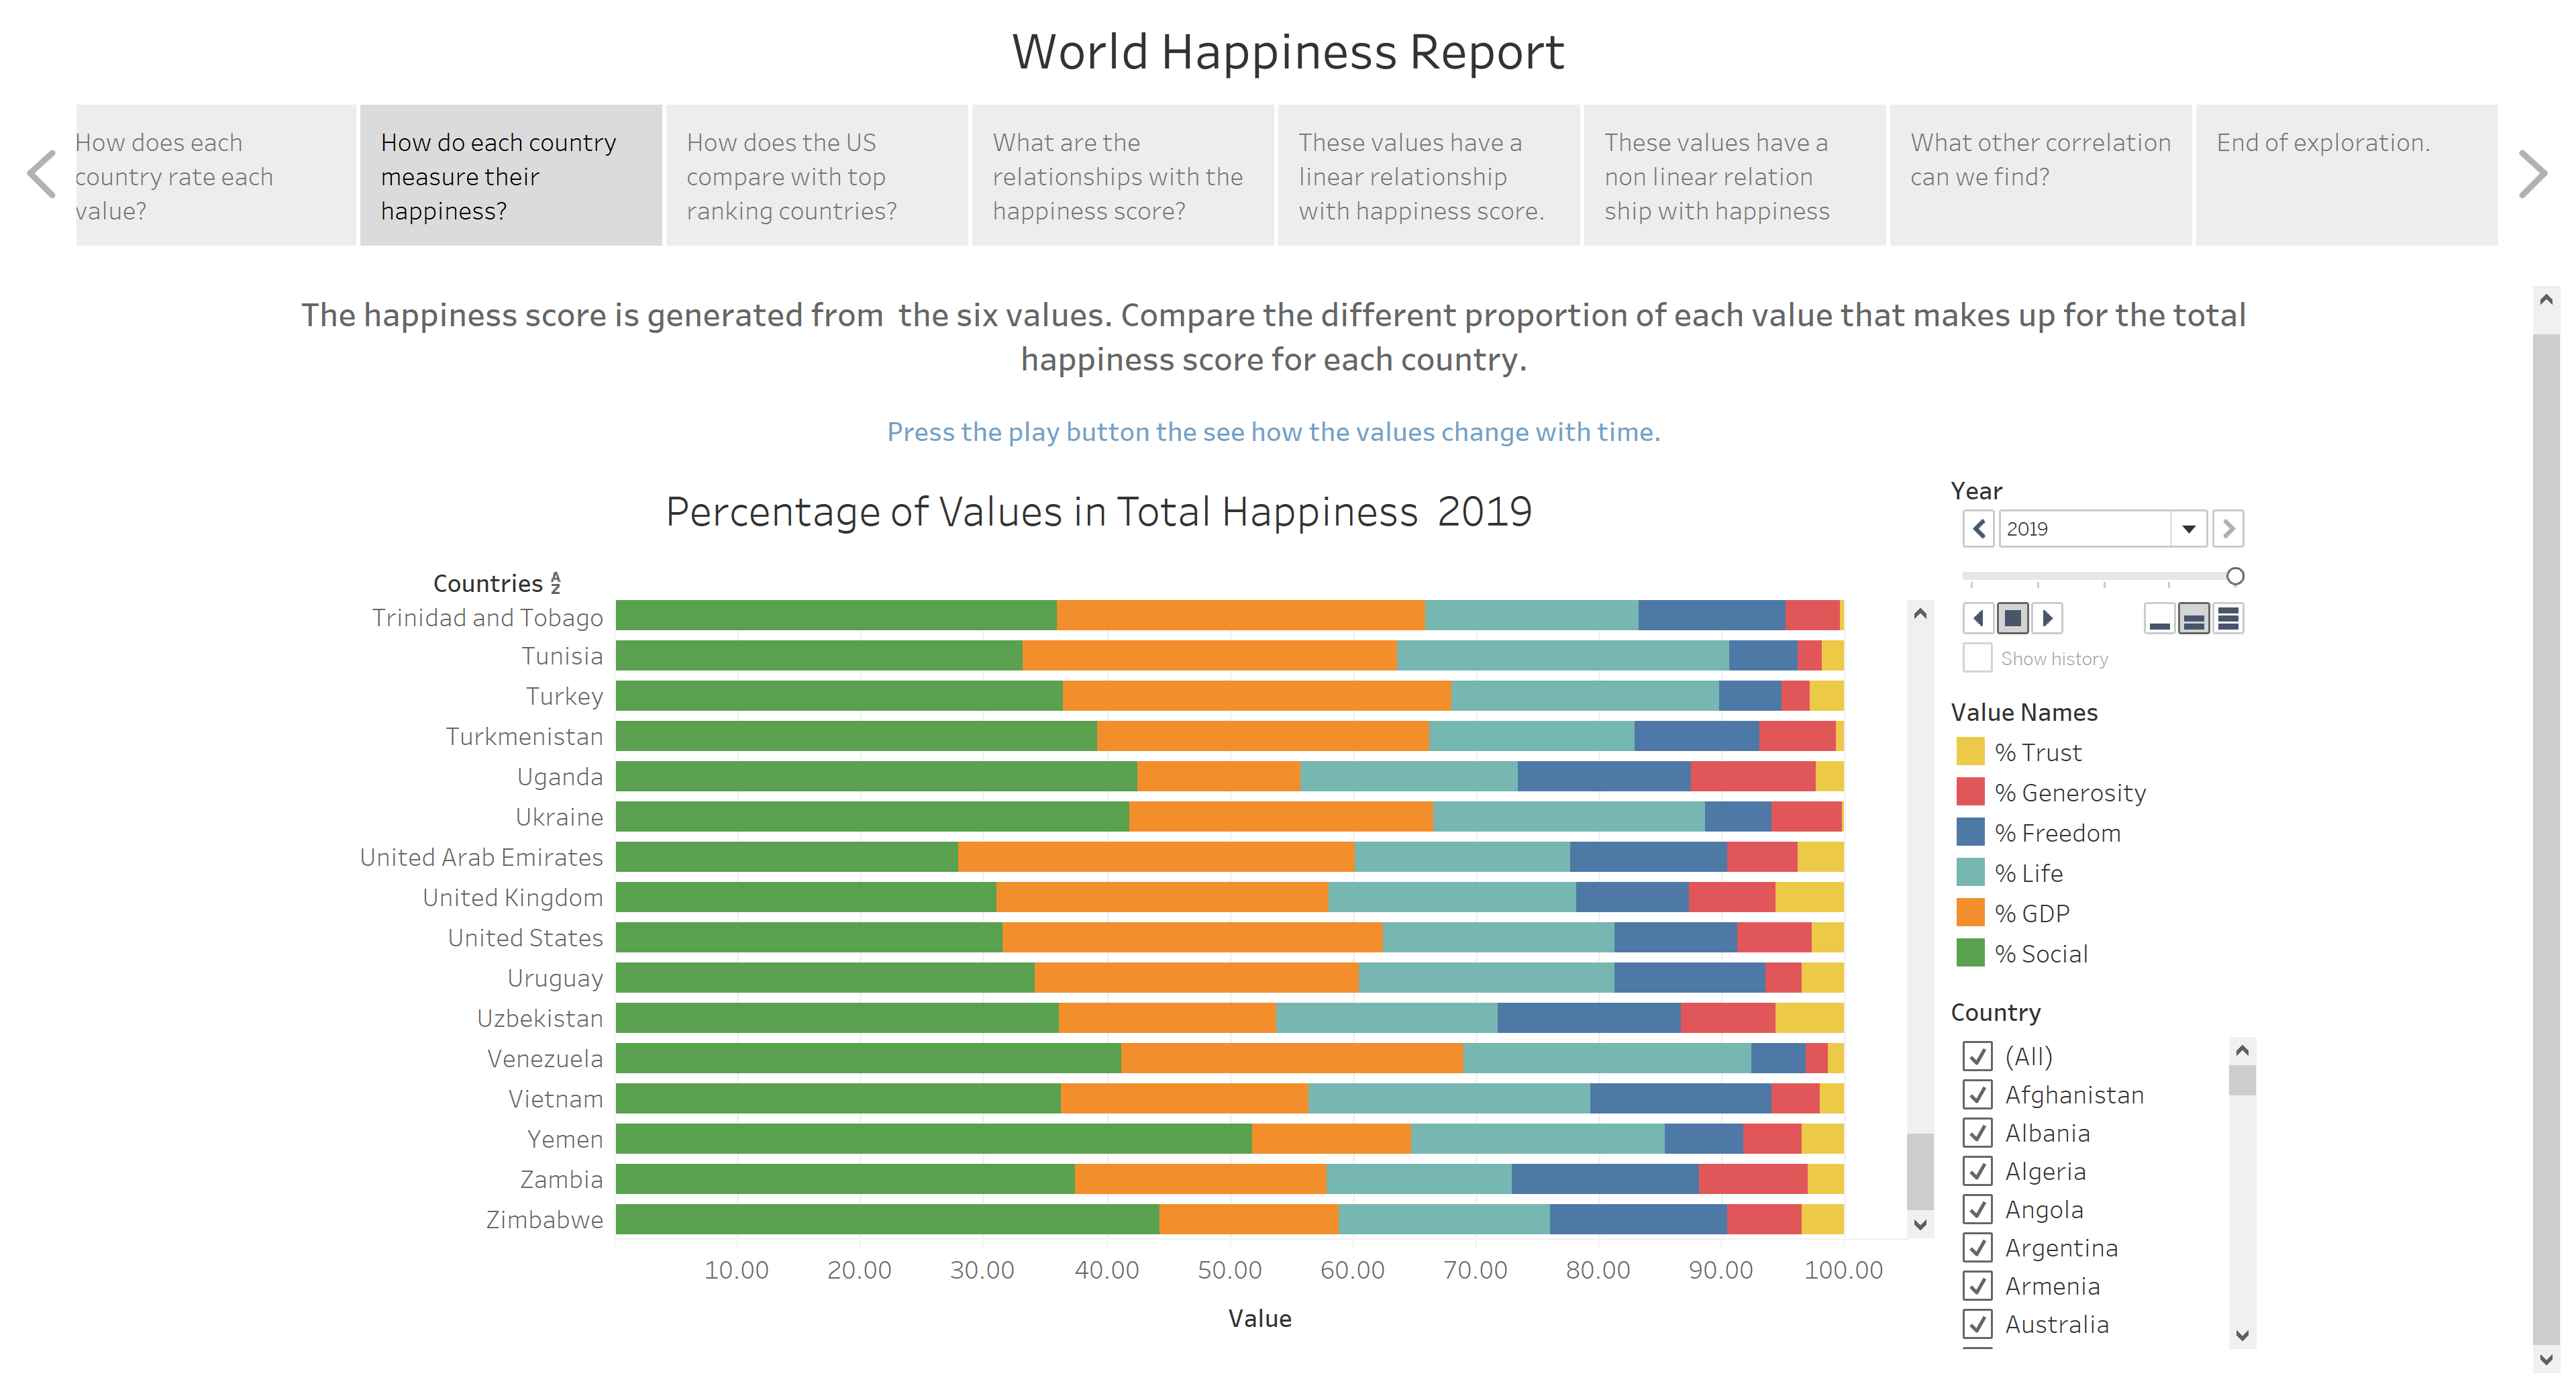 World Happiness Report
How does each
country rate each
value?
How do each country
measure their
happiness?
How does the US
compare with top
ranking countries?
What are the
relationships with the
happiness score?
These values have a
linear relationship
with happiness score.
These values have a
non linear relation
ship with happiness
What other correlation
can we find?
End of exploration.
The happiness score is generated from  the six values. Compare the different proportion of each value that makes up for the total
happiness score for each country.
Press the play button the see how the values change with time.
Percentage of Values in Total Happiness  2019
Countries
Trinidad and Tobago
Tunisia
Turkey
Turkmenistan
Uganda
Ukraine
United Arab Emirates
United Kingdom
United States
Uruguay
Uzbekistan
Venezuela
Vietnam
Yemen
Zambia
Zimbabwe
10.00 20.00 30.00 40.00 50.00 60.00 70.00 80.00 90.00 100.00
Value
Year
2019
Show history
Value Names
% Trust
% Generosity
% Freedom
% Life
% GDP
% Social
Country
(All)
Afghanistan
Albania
Algeria
Angola
Argentina
Armenia
Australia